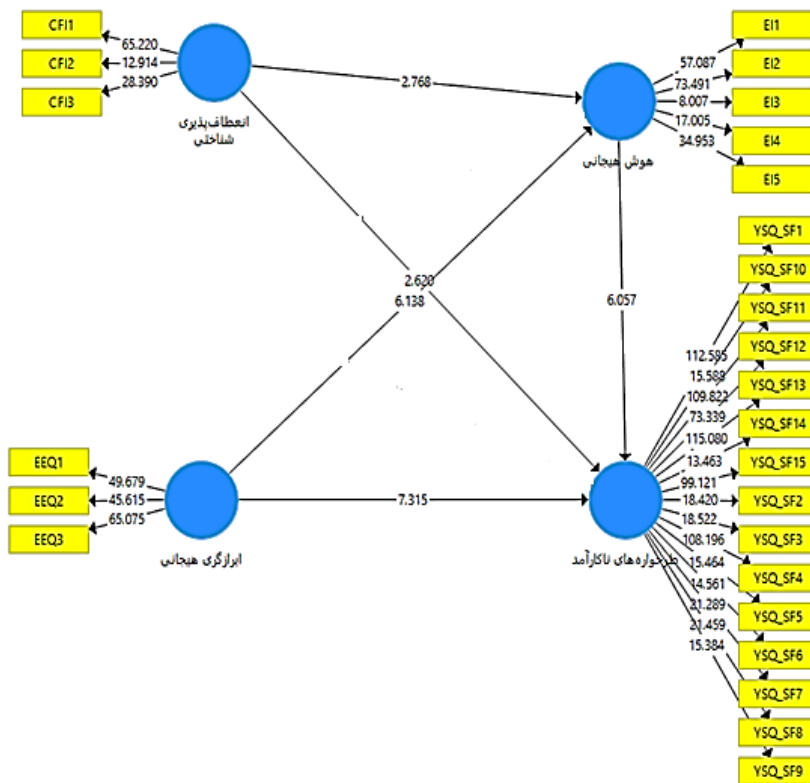 CFI1
CFI2
CFI3
65.220
12.914
28.390
انعطاف‌پذیری
شناختی
2.768
EI1
EI2
EI3
EI4
EI5
57.087
73.491
8.007
17.005
34.953
هوش هیجانی
2.620
6.138
6.057
EEQ1
EEQ2
EEQ3
49.679
45.615
65.075
ابرازگری هیجانی
7.315
طرحواره‌های ناکارآمد
YSQ_SF1
YSQ_SF10
YSQ_SF11
YSQ_SF12
YSQ_SF13
YSQ_SF14
YSQ_SF15
YSQ_SF2
YSQ_SF3
YSQ_SF4
YSQ_SF5
YSQ_SF6
YSQ_SF7
YSQ_SF8
YSQ_SF9
112.585
15.588
109.822
73.339
115.080
13.463
99.121
18.420
18.522
108.196
15.464
14.561
21.289
21.459
15.384